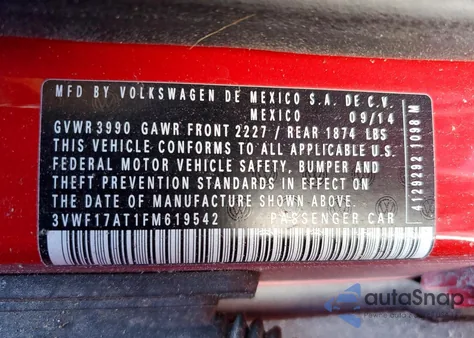 MFD BY VOLKSWAGEN DE MEXICO S.A. DE C.V.
MEXICO 09/14
GVWR 3990 GAWR FRONT 2227 / REAR 1874 LBS
THIS VEHICLE CONFORMS TO ALL APPLICABLE U.S.
FEDERAL MOTOR VEHICLE SAFETY, BUMPER AND
THEFT PREVENTION STANDARDS IN EFFECT ON
THE DATE OF MANUFACTURE SHOWN ABOVE.
3VWF17AT1FM619542 PASSENGER CAR
4129292 1098 M
autoSnap